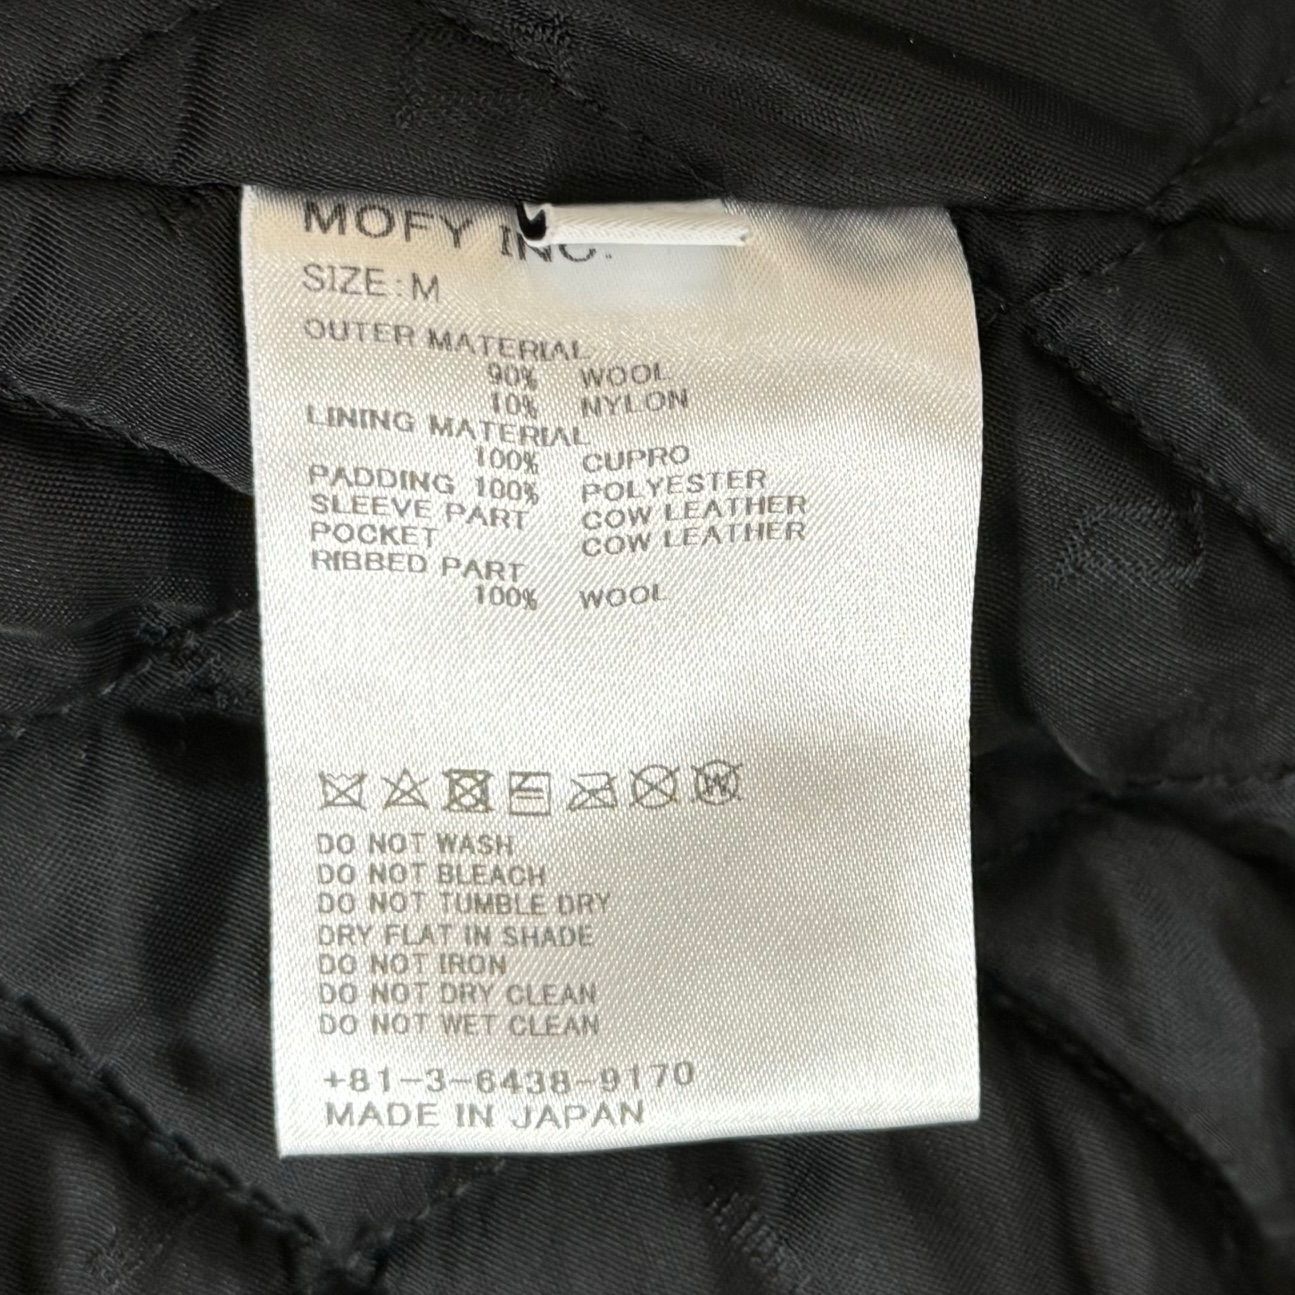 MOFY INC.
SIZE:M
OUTER MATERIAL
90% WOOL
10% NYLON
LINING MATERIAL
100% CUPRO
PADDING 100% POLYESTER
SLEEVE PART COW LEATHER
POCKET COW LEATHER
RIBBED PART
100% WOOL
W
DO NOT WASH
DO NOT BLEACH
DO NOT TUMBLE DRY
DRY FLAT IN SHADE
DO NOT IRON
DO NOT DRY CLEAN
DO NOT WET CLEAN
+81-3-6438-9170
MADE IN JAPAN